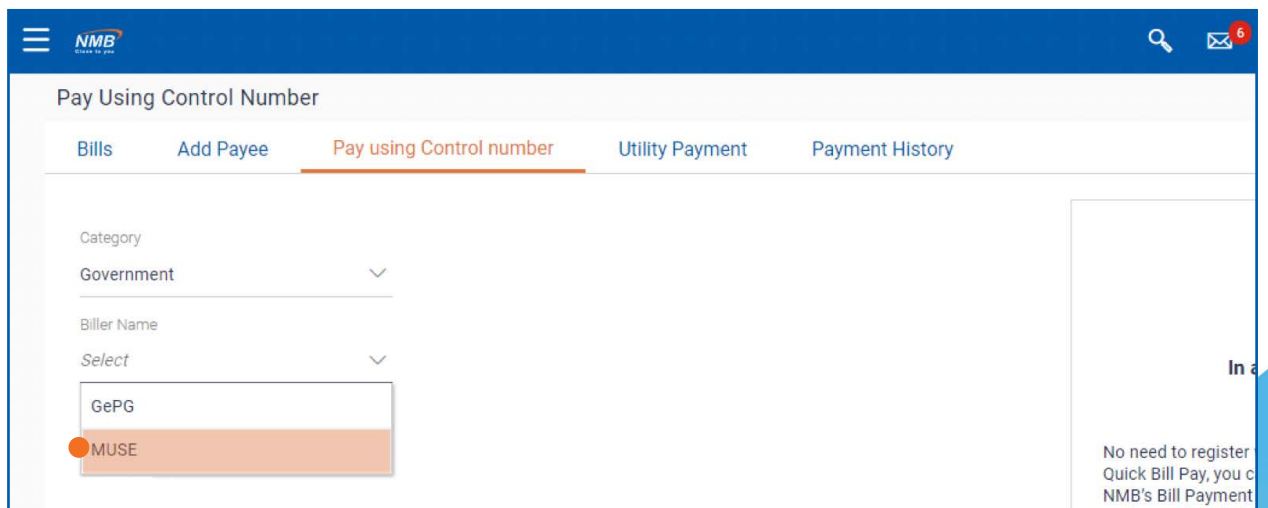 NMB
Close to you
6
Pay Using Control Number
Bills Add Payee Pay using Control number Utility Payment Payment History
Category
Government
Biller Name
Select
GePG
MUSE
In
No need to register
Quick Bill Pay, you
NMB's Bill Payment